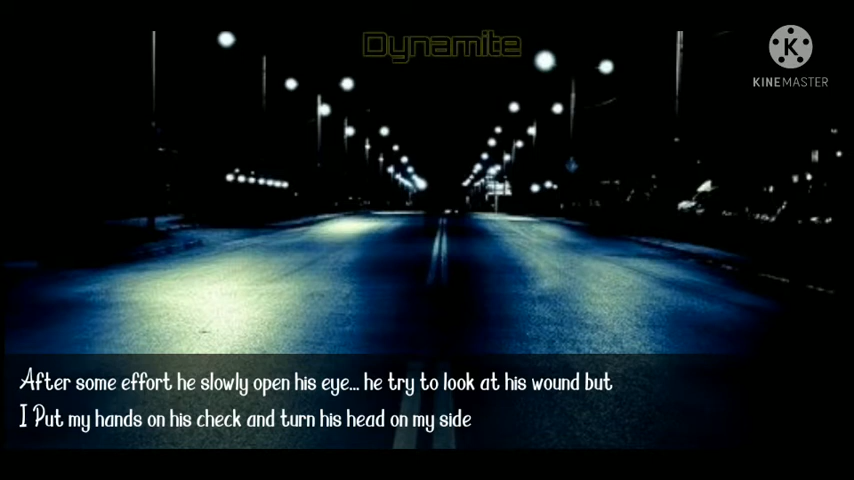 Dynamite
KINEMASTER
After some effort he slowly open his eye... he try to look at his wound but
I Put my hands on his check and turn his head on my side